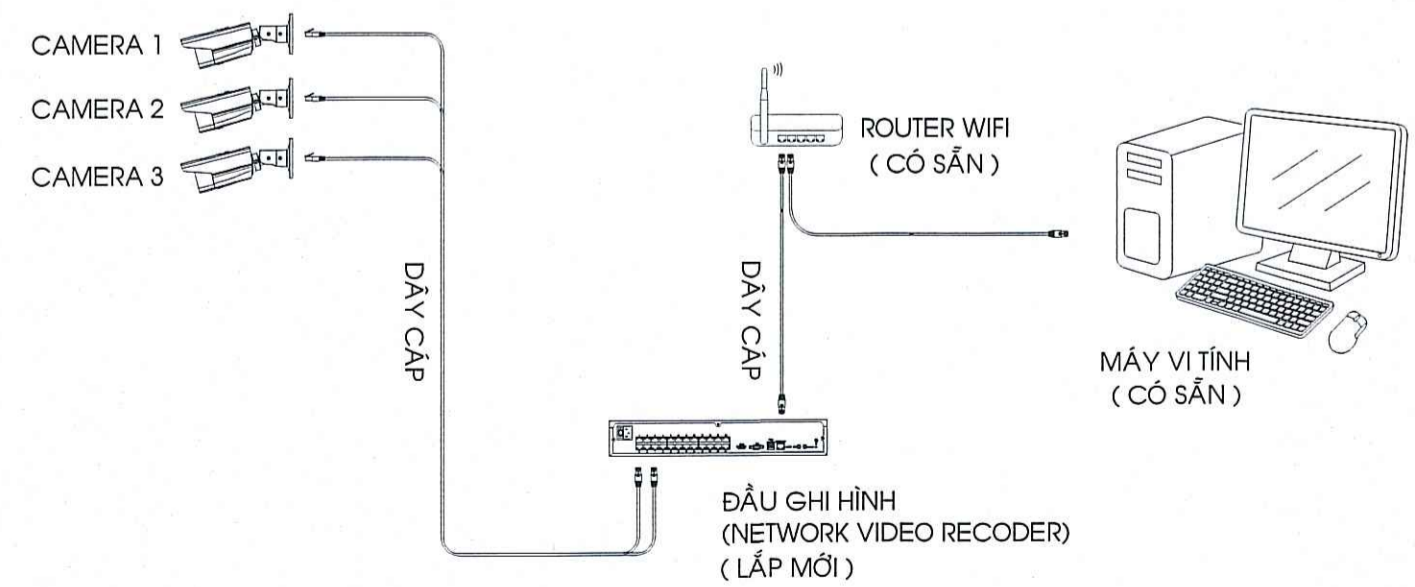 CAMERA 1
CAMERA 2
CAMERA 3
ROUTER WIFI
( CÓ SẴN )
DÂY CÁP
DÂY CÁP
MÁY VI TÍNH
( CÓ SẴN )
ĐẦU GHI HÌNH
(NETWORK VIDEO RECODER)
( LẮP MỚI )